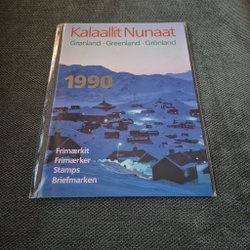 Kalaallit Nunaat
Grønland · Greenland · Grönland
1990
Frimærkit
Frimærker
Stamps
Briefmarken